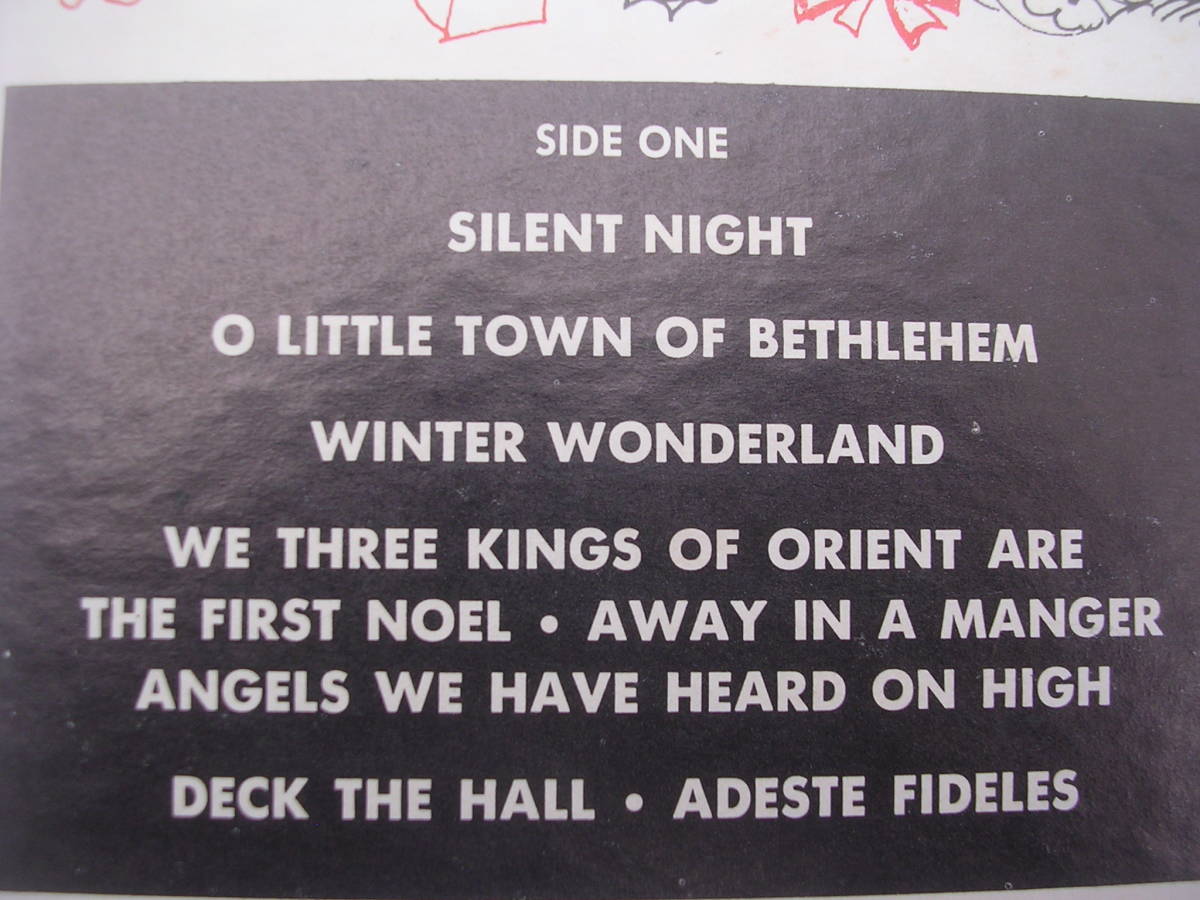 SIDE ONE
SILENT NIGHT
O LITTLE TOWN OF BETHLEHEM
WINTER WONDERLAND
WE THREE KINGS OF ORIENT ARE
THE FIRST NOEL • AWAY IN A MANGER
ANGELS WE HAVE HEARD ON HIGH
DECK THE HALL • ADESTE FIDELES